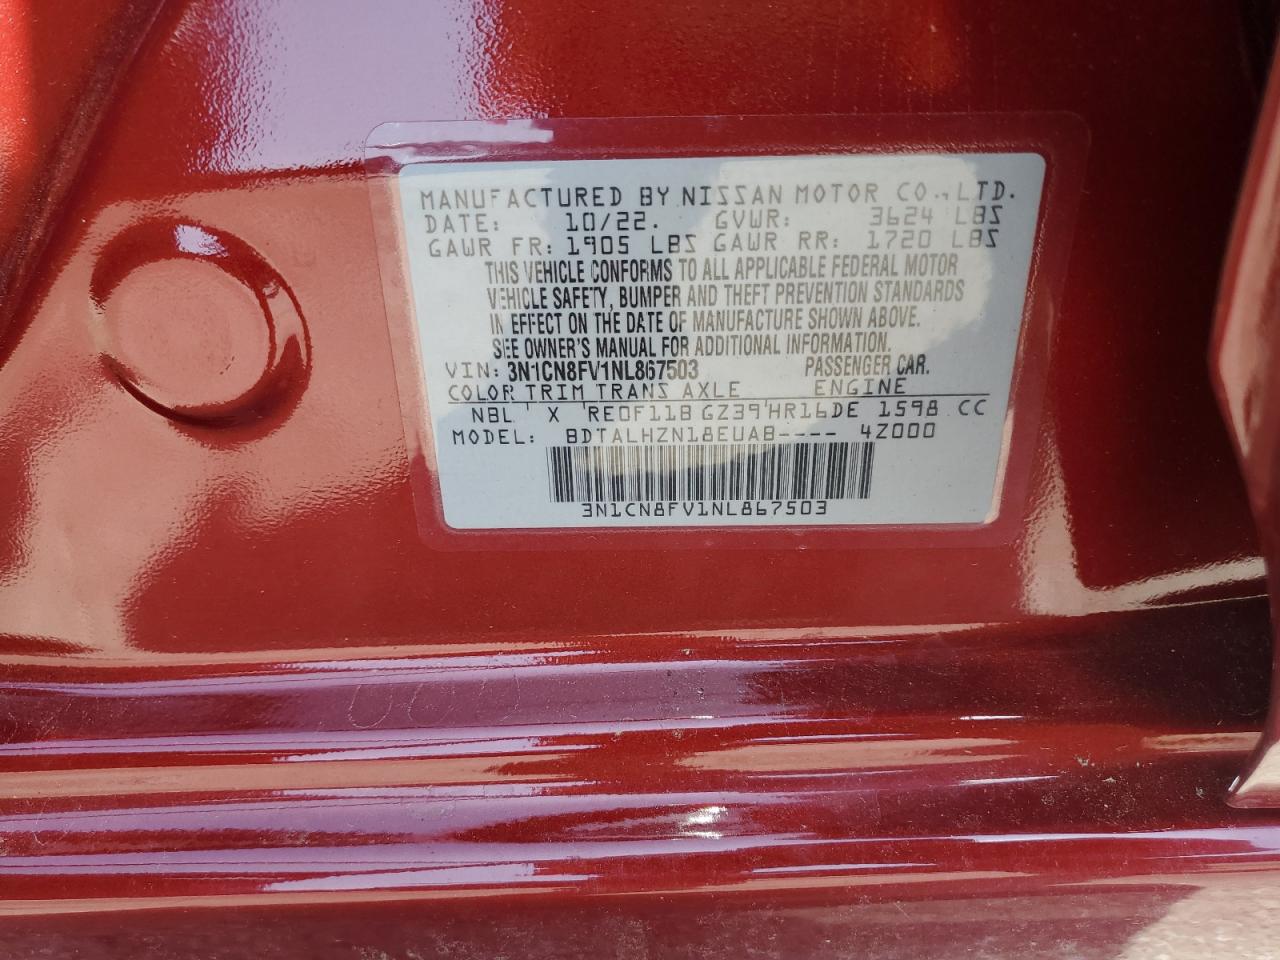 MANUFACTURED BY NISSAN MOTOR CO., LTD.
DATE: 10/22. GVWR: 3624 LBS
GAWR FR: 1905 LBS GAWR RR: 1720 LBS
THIS VEHICLE CONFORMS TO ALL APPLICABLE FEDERAL MOTOR
VEHICLE SAFETY, BUMPER AND THEFT PREVENTION STANDARDS
IN EFFECT ON THE DATE OF MANUFACTURE SHOWN ABOVE.
SEE OWNER'S MANUAL FOR ADDITIONAL INFORMATION.
VIN: 3N1CN8FV1NL867503 PASSENGER CAR.
COLOR TRIM TRANS AXLE ENGINE
NBL X RE0F11B GZ39 HR16DE 1598 CC
MODEL: BDTALHZN18EUAB---- 4Z000
3N1CN8FV1NL867503